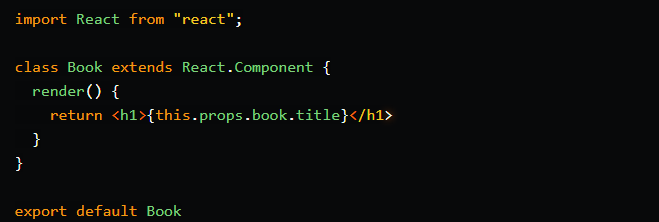 import React from "react";

class Book extends React.Component {
  render() {
    return <h1>{this.props.book.title}</h1>
  }
}

export default Book